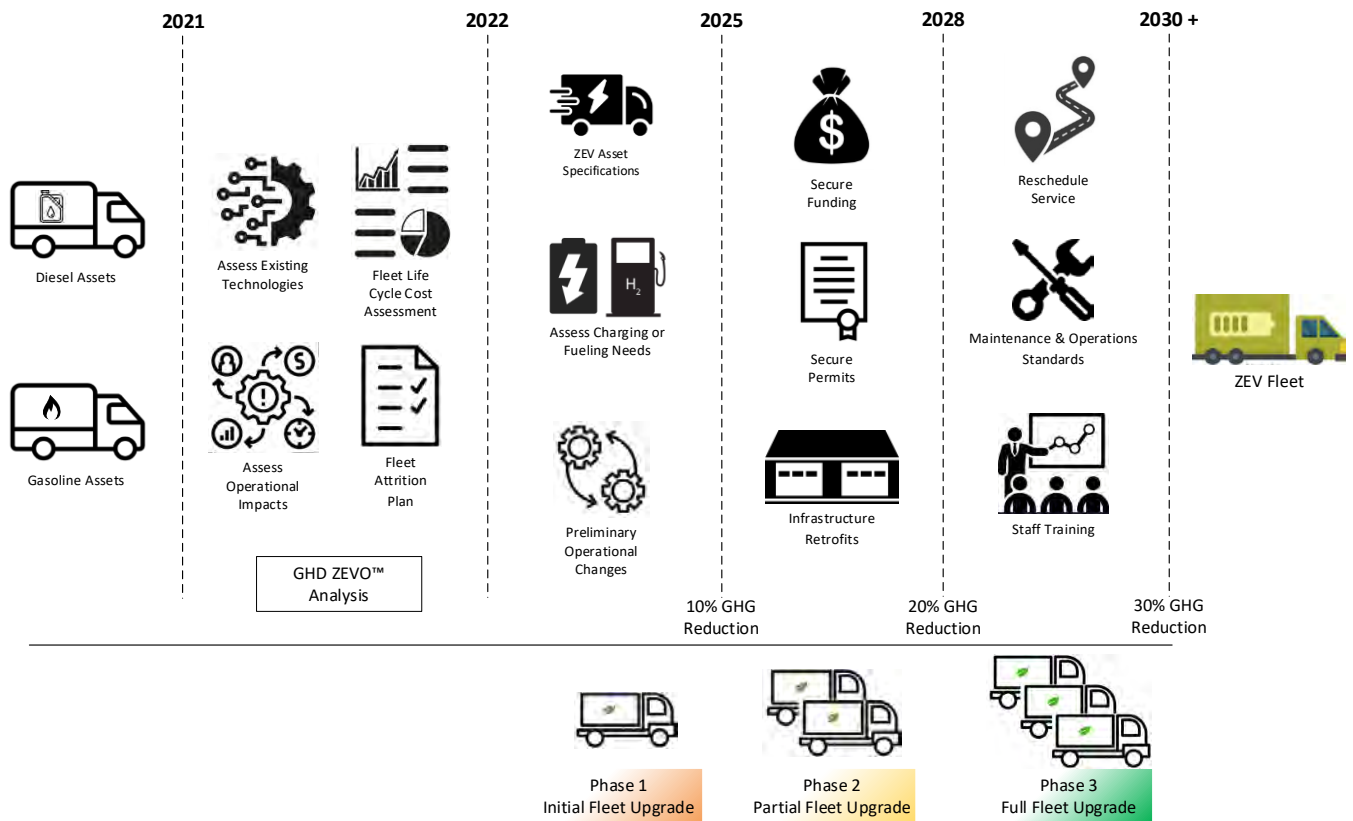 2021
2022
2025
2028
2030 +
Diesel Assets
Gasoline Assets
Assess Existing
Technologies
Fleet Life
Cycle Cost
Assessment
$
Assess
Operational
Impacts
Fleet
Attrition
Plan
GHD ZEVO™
Analysis
ZEV Asset
Specifications
H2
Assess Charging or
Fueling Needs
Preliminary
Operational
Changes
$
Secure
Funding
Secure
Permits
Infrastructure
Retrofits
Reschedule
Service
Maintenance & Operations
Standards
Staff Training
ZEV Fleet
10% GHG
Reduction
20% GHG
Reduction
30% GHG
Reduction
Phase 1
Initial Fleet Upgrade
Phase 2
Partial Fleet Upgrade
Phase 3
Full Fleet Upgrade